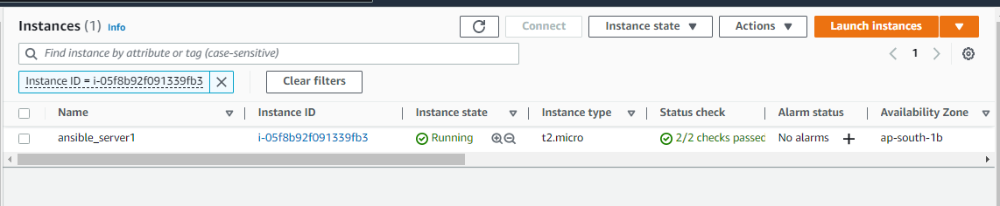 Instances (1) Info Connect Instance state Actions Launch instances
Find instance by attribute or tag (case-sensitive) 1
Instance ID = i-05f8b92f091339fb3 Clear filters
Name Instance ID Instance state Instance type Status check Alarm status Availability Zone
ansible_server1 i-05f8b92f091339fb3 Running t2.micro 2/2 checks passed No alarms ap-south-1b